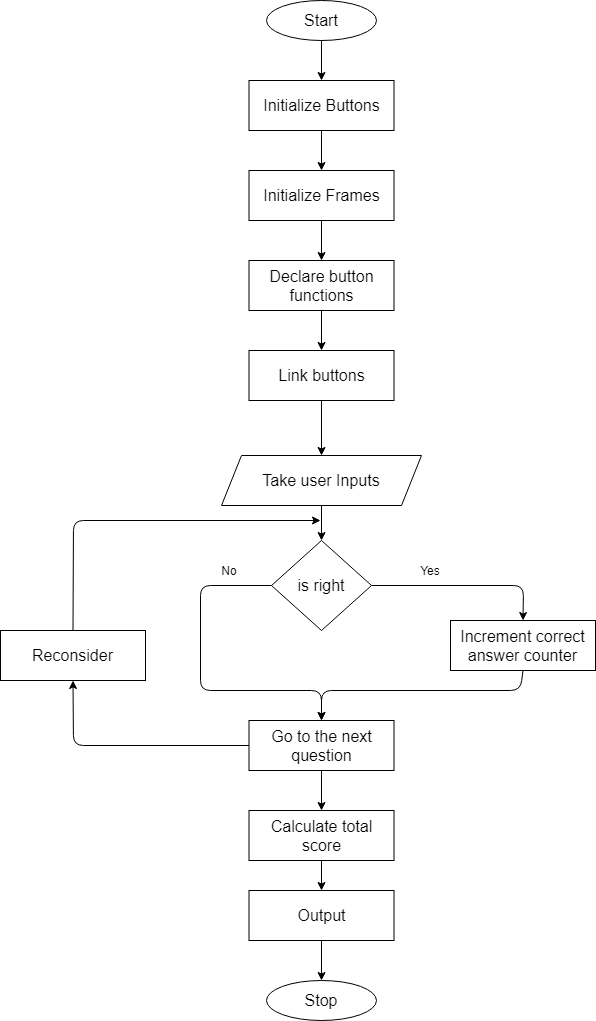 Start
Initialize Buttons
Initialize Frames
Declare button
functions
Link buttons
Take user Inputs
No
is right
Yes
Reconsider
Increment correct
answer counter
Go to the next
question
Calculate total
score
Output
Stop